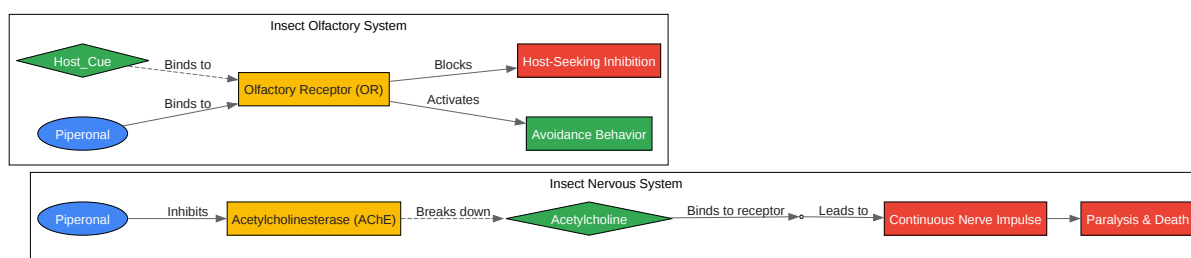 Insect Olfactory System
Host_Cue
Binds to
Piperonal
Binds to
Olfactory Receptor (OR)
Blocks
Host-Seeking Inhibition
Activates
Avoidance Behavior
Insect Nervous System
Piperonal
Inhibits
Acetylcholinesterase (AChE)
Breaks down
Acetylcholine
Binds to receptor
Leads to
Continuous Nerve Impulse
Paralysis & Death